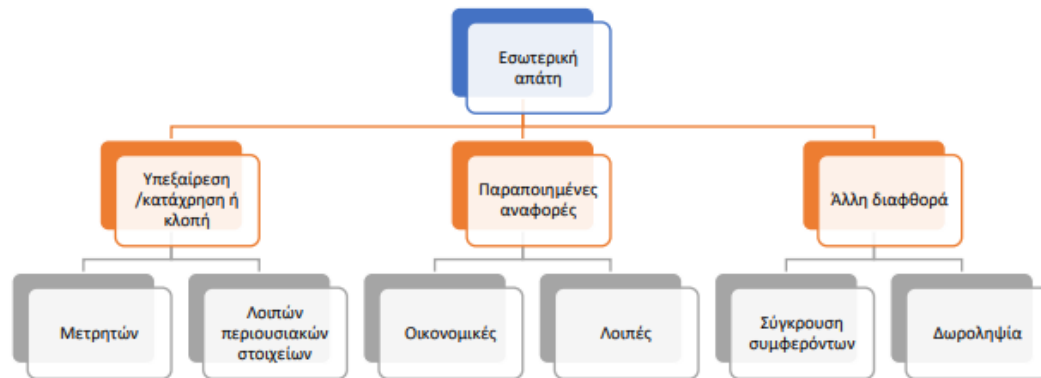 Εσωτερική
απάτη
Υπεξαίρεση
/κατάχρηση ή
κλοπή
Παραποιημένες
αναφορές
Άλλη διαφθορά
Μετρητών
Λοιπών
περιουσιακών
στοιχείων
Οικονομικές
Λοιπές
Σύγκρουση
συμφερόντων
Δωροληψία